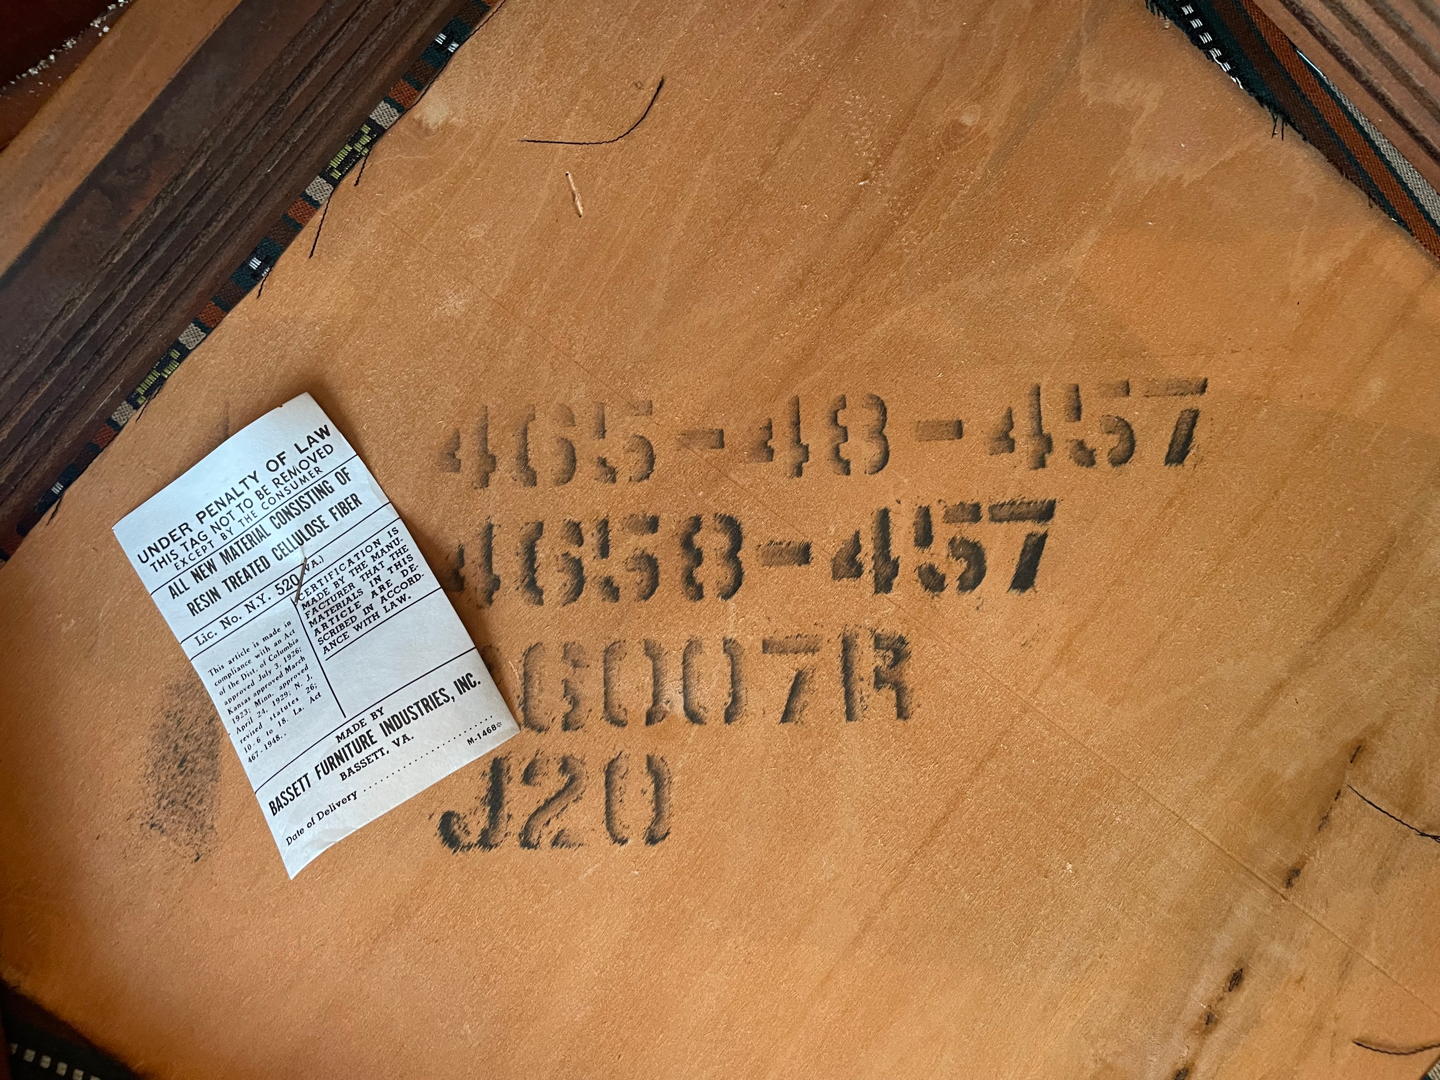 UNDER PENALTY OF LAW
THIS TAG NOT TO BE REMOVED
EXCEPT BY THE CONSUMER
ALL NEW MATERIAL CONSISTING OF
RESIN TREATED CELLULOSE FIBER
Lic. No. N.Y. 520 VA.)
This article is made in
compliance with an Act
of the Dist. of Columbia
approved July 3, 1926;
Kansas approved March
1923; Minn. approved
April 24, 1929; N. J.
revised statutes 26;
10-6 to 18. La. Act
467-1948.
CERTIFICATION IS
MADE BY THE MANU-
FACTURER THAT THE
MATERIALS IN THIS
ARTICLE ARE DE-
SCRIBED IN ACCORD-
ANCE WITH LAW.
MADE BY
BASSETT FURNITURE INDUSTRIES, INC.
BASSETT, VA.
M-1468
Date of Delivery
465-48-457
4658-457
6007R
J20